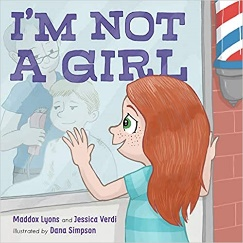 I'M NOT
A GIRL
Maddox Lyons and Jessica Verdi
illustrated by Dana Simpson